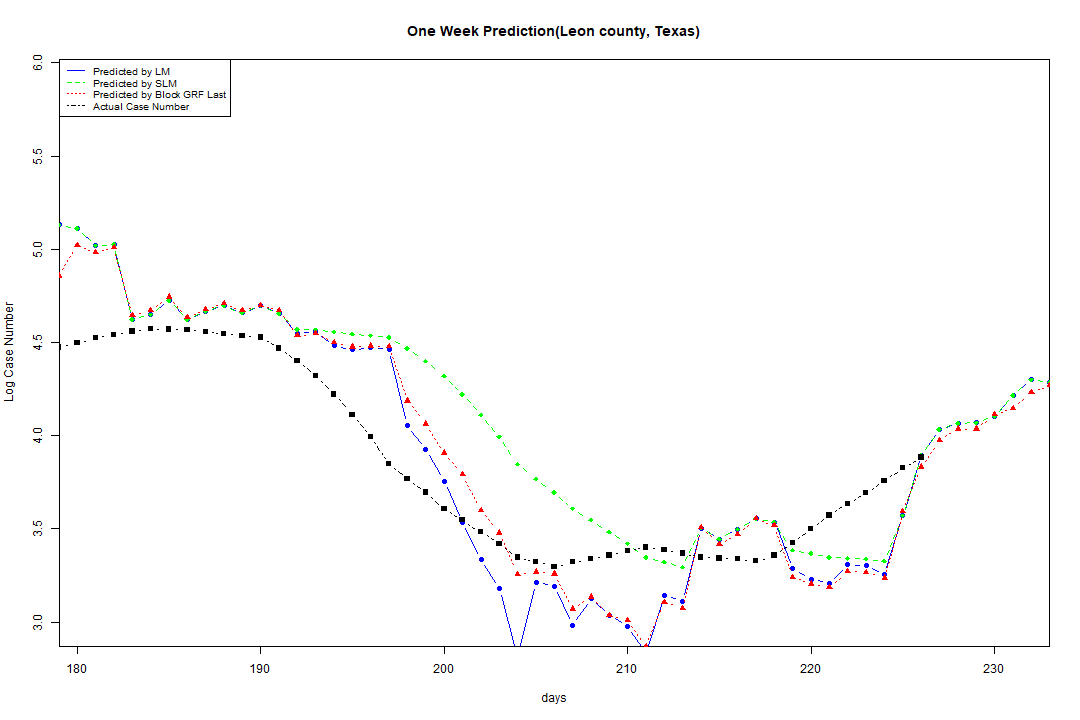 One Week Prediction(Leon county, Texas)
Predicted by LM
Predicted by SLM
Predicted by Block GRF Last
Actual Case Number
6.0
5.5
5.0
4.5
4.0
3.5
3.0
Log Case Number
180 190 200 210 220 230
days